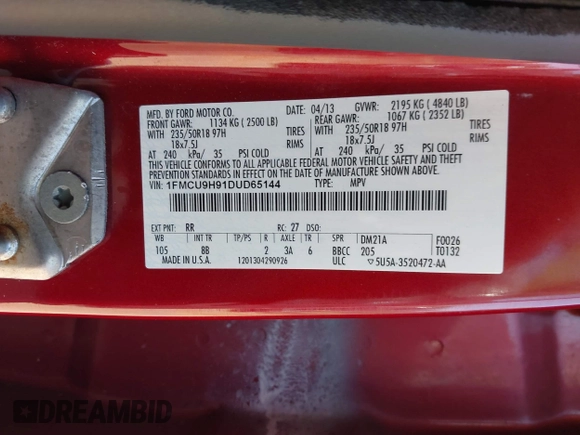 MFD. BY FORD MOTOR CO. DATE: 04/13 GVWR: 2195 KG ( 4840 LB)
FRONT GAWR: 1134 KG ( 2500 LB) REAR GAWR: 1067 KG ( 2352 LB)
WITH 235/50R18 97H TIRES WITH 235/50R18 97H TIRES
18x7.5J RIMS 18x7.5J RIMS
AT 240 kPa/ 35 PSI COLD AT 240 kPa/ 35 PSI COLD
THIS VEHICLE CONFORMS TO ALL APPLICABLE FEDERAL MOTOR VEHICLE SAFETY AND BUMPER AND THEFT
PREVENTION STANDARDS IN EFFECT ON THE DATE OF MANUFACTURE SHOWN ABOVE.
VIN: 1FMCU9H91DUD65144 TYPE: MPV
EXT PNT: RR RC: 27 DSO:
WB BRK INT TR TP/PS R AXLE TR SPR DM21A F0026
105 BB 2 3A 6 BBCC 205 T0132
MADE IN U.S.A. 1201304290926 ULC ▽5U5A-3520472-AA
DREAMBID